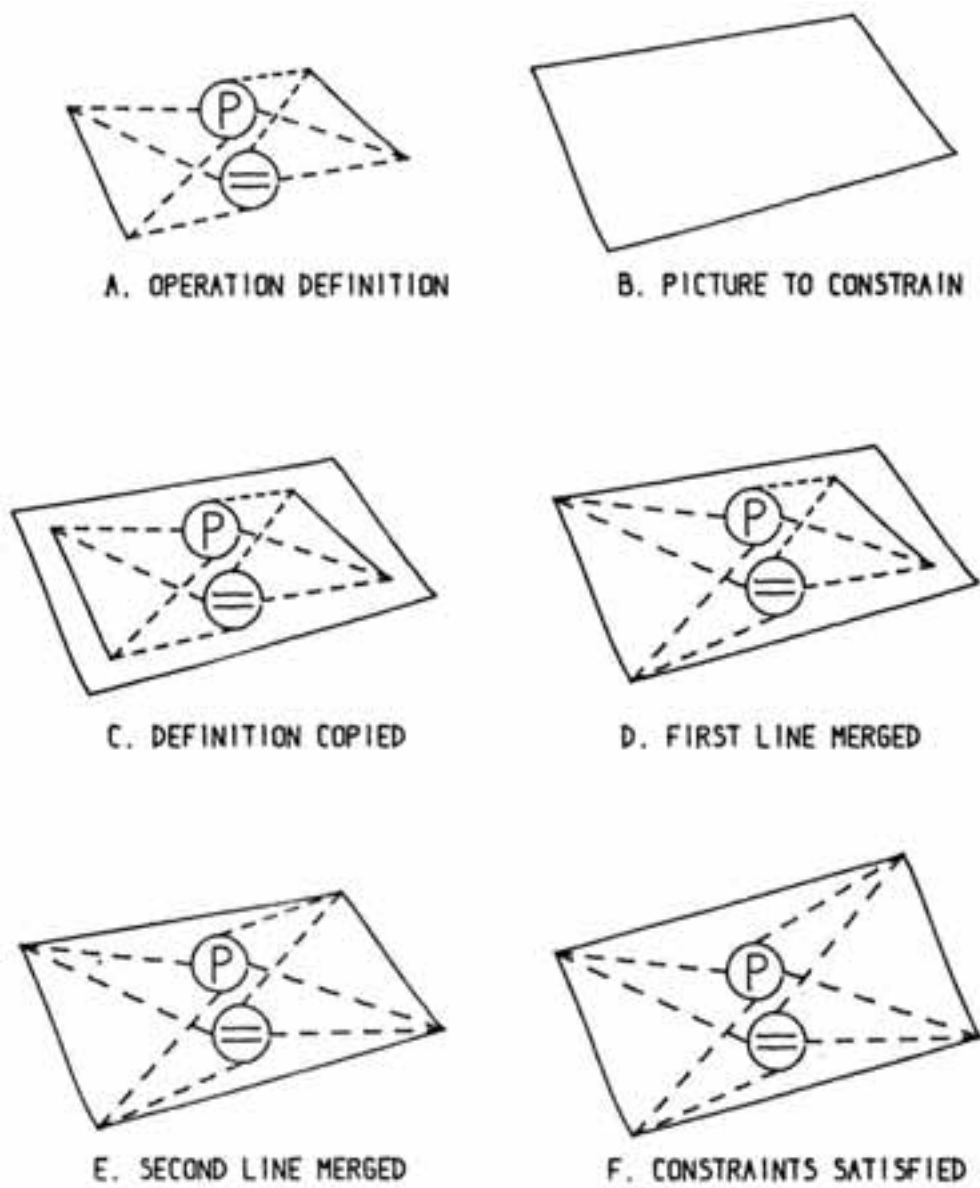 P
=
A. OPERATION DEFINITION
B. PICTURE TO CONSTRAIN
P
=
P
=
C. DEFINITION COPIED
D. FIRST LINE MERGED
P
=
P
=
E. SECOND LINE MERGED
F. CONSTRAINTS SATISFIED